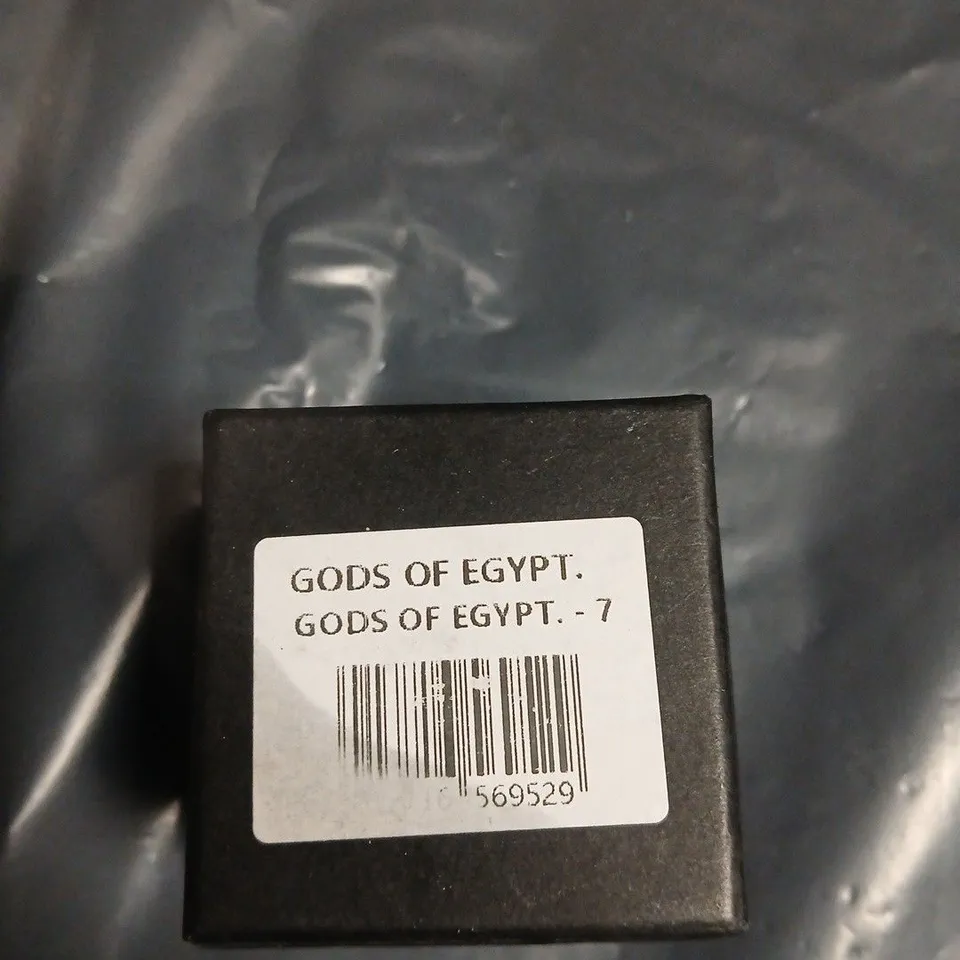 GODS OF EGYPT.
GODS OF EGYPT. - 7
569529